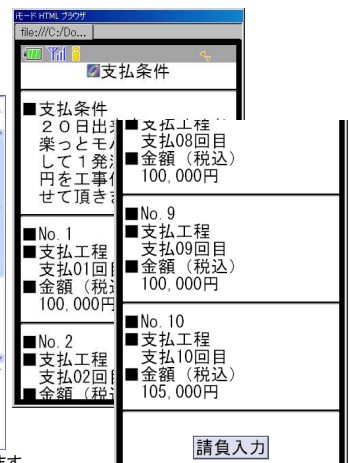 iモード HTML ブラウザ
file:///C:/Do...
支払条件
■支払条件
２０日出
楽っとモ
して１発
円を工事
せて頂き
■No. 1
■支払工程
支払01回
■金額（税
100,000円
■No. 2
■支払工程
支払02回
■金額（税
■支払工程
支払08回目
■金額（税込）
100,000円
■No. 9
■支払工程
支払09回目
■金額（税込）
100,000円
■No. 10
■支払工程
支払10回目
■金額（税込）
105,000円
請負入力
ます